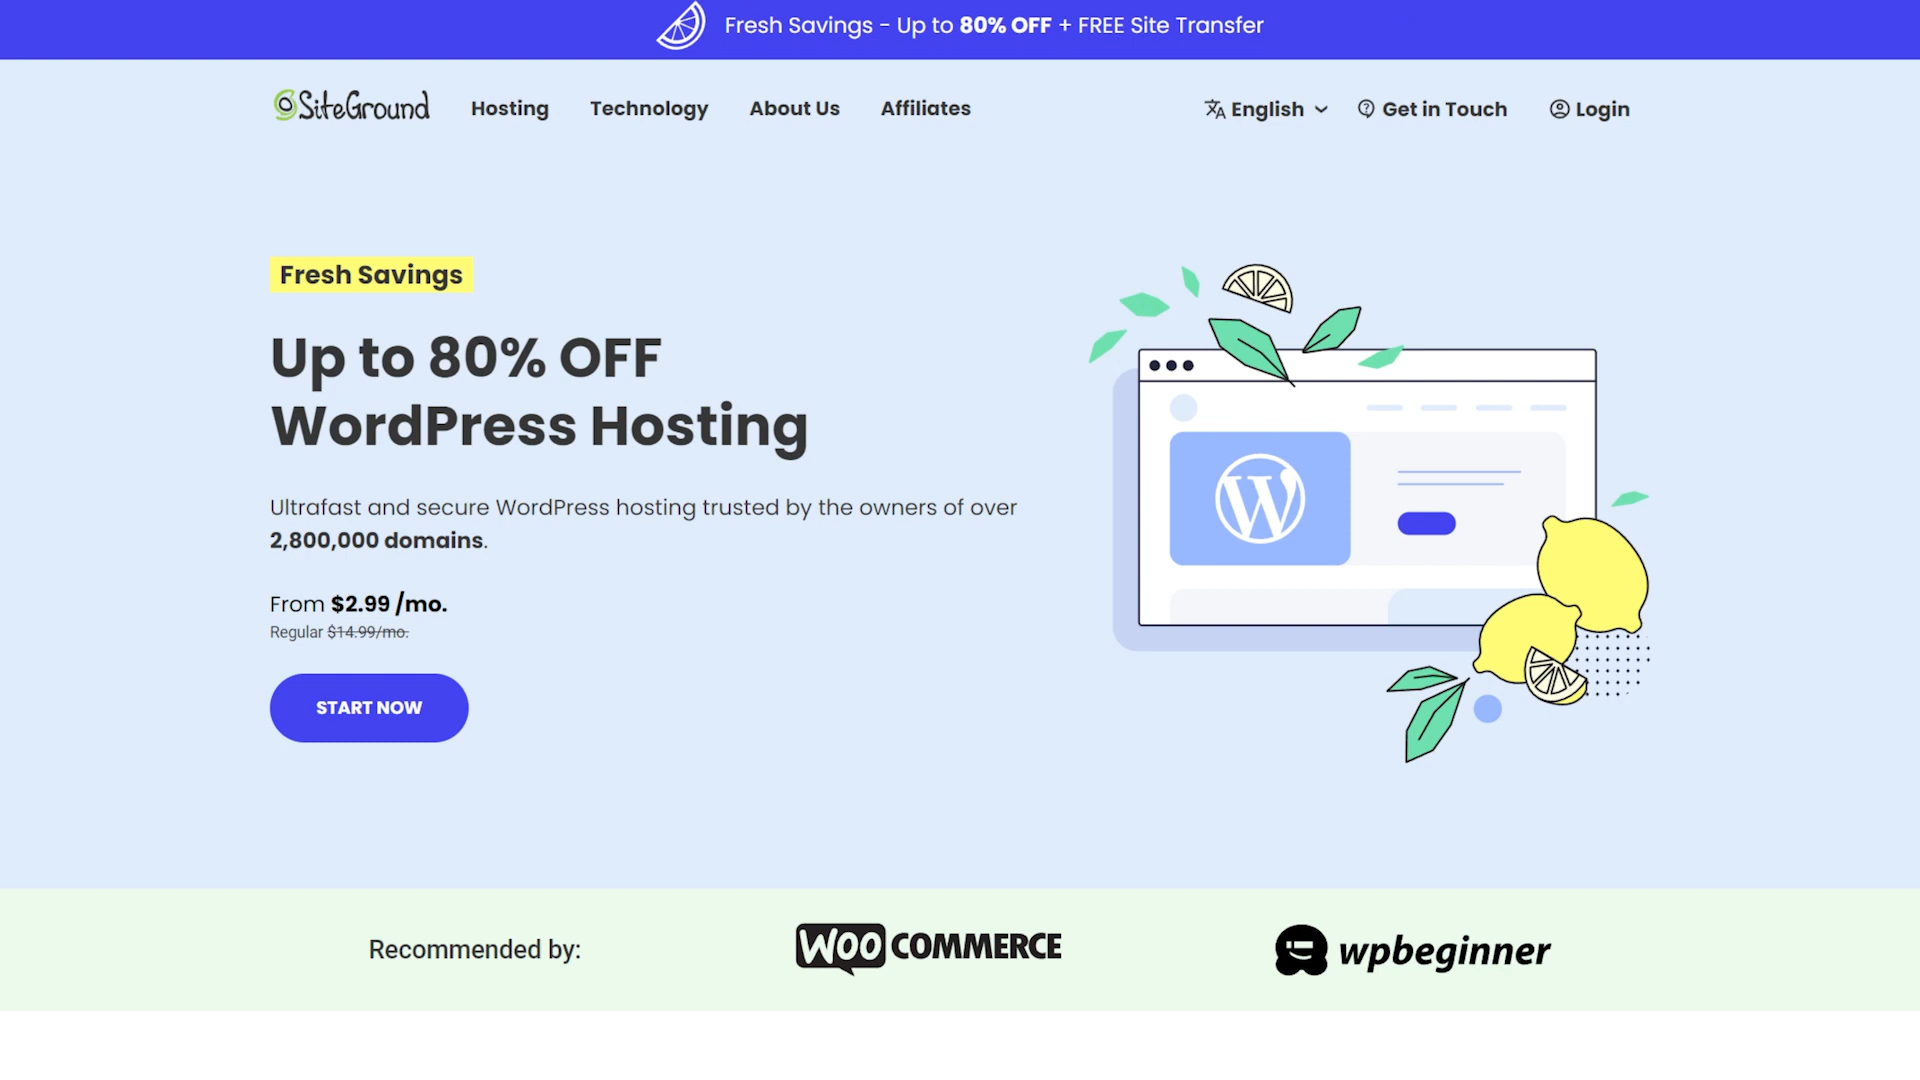 Fresh Savings - Up to 80% OFF + FREE Site Transfer
SiteGround Hosting Technology About Us Affiliates English Get in Touch Login
Fresh Savings
Up to 80% OFF
WordPress Hosting
Ultrafast and secure WordPress hosting trusted by the owners of over
2,800,000 domains.
From $2.99 /mo.
Regular $14.99/mo.
START NOW
Recommended by: WOO COMMERCE wpbeginner